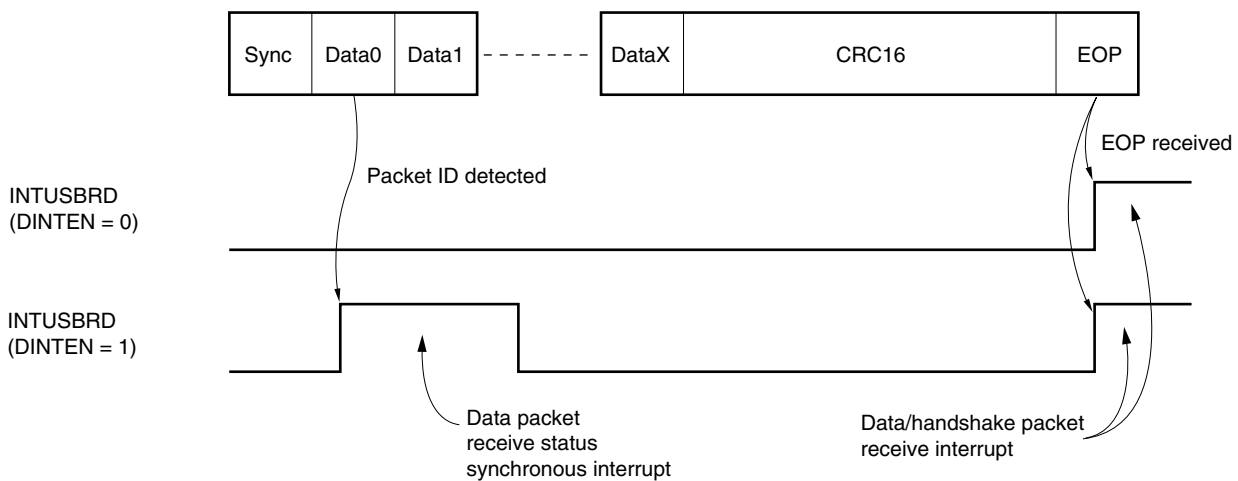 Sync Data0 Data1 DataX CRC16 EOP
EOP received
Packet ID detected
INTUSBRD
(DINTEN = 0)
INTUSBRD
(DINTEN = 1)
Data packet
receive status
synchronous interrupt
Data/handshake packet
receive interrupt